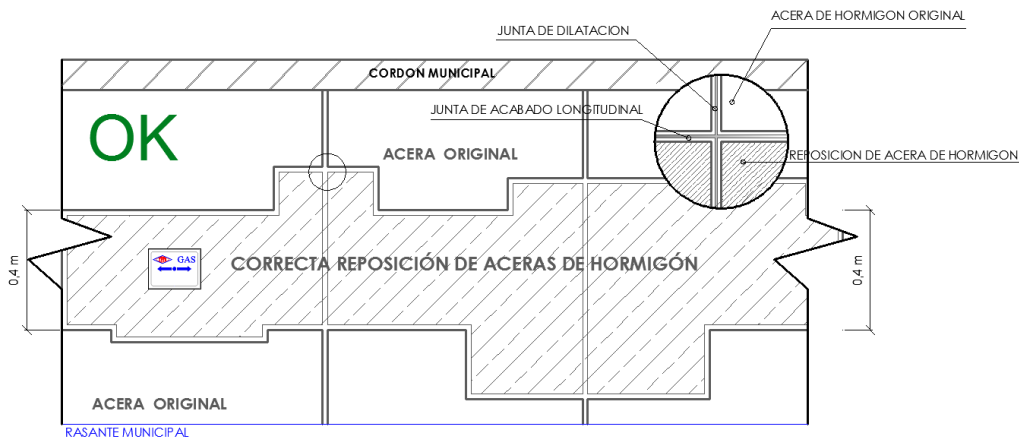 ACERA DE HORMIGON ORIGINAL
JUNTA DE DILATACION
CORDON MUNICIPAL
JUNTA DE ACABADO LONGITUDINAL
OK
ACERA ORIGINAL
REPOSICION DE ACERA DE HORMIGON
GAS
CORRECTA REPOSICIÓN DE ACERAS DE HORMIGÓN
0,4 m
0,4 m
ACERA ORIGINAL
RASANTE MUNICIPAL